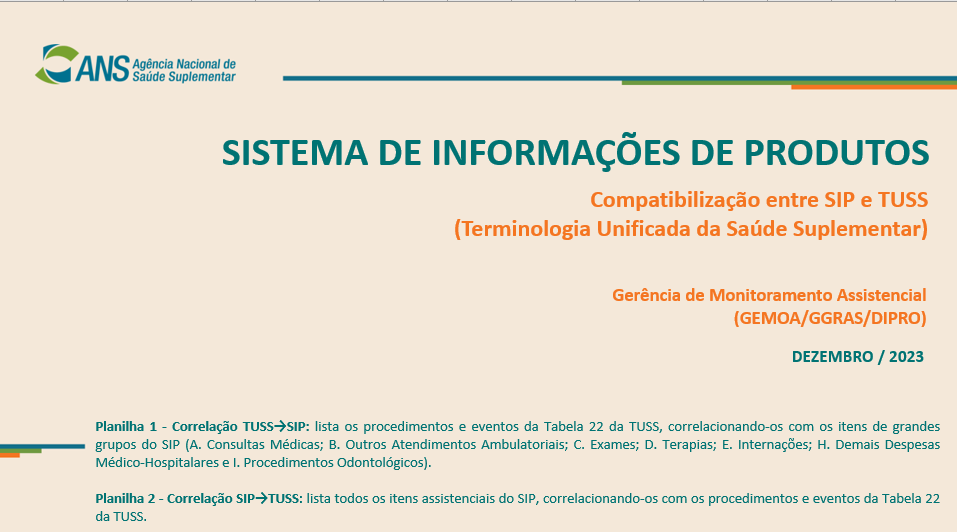 ANS Agência Nacional de
Saúde Suplementar
SISTEMA DE INFORMAÇÕES DE PRODUTOS
Compatibilização entre SIP e TUSS
(Terminologia Unificada da Saúde Suplementar)
Gerência de Monitoramento Assistencial
(GEMOA/GGRAS/DIPRO)
DEZEMBRO / 2023
Planilha 1 - Correlação TUSS→SIP: lista os procedimentos e eventos da Tabela 22 da TUSS, correlacionando-os com os itens de grandes
grupos do SIP (A. Consultas Médicas; B. Outros Atendimentos Ambulatoriais; C. Exames; D. Terapias; E. Internações; H. Demais Despesas
Médico-Hospitalares e I. Procedimentos Odontológicos).
Planilha 2 - Correlação SIP→TUSS: lista todos os itens assistenciais do SIP, correlacionando-os com os procedimentos e eventos da Tabela 22
da TUSS.